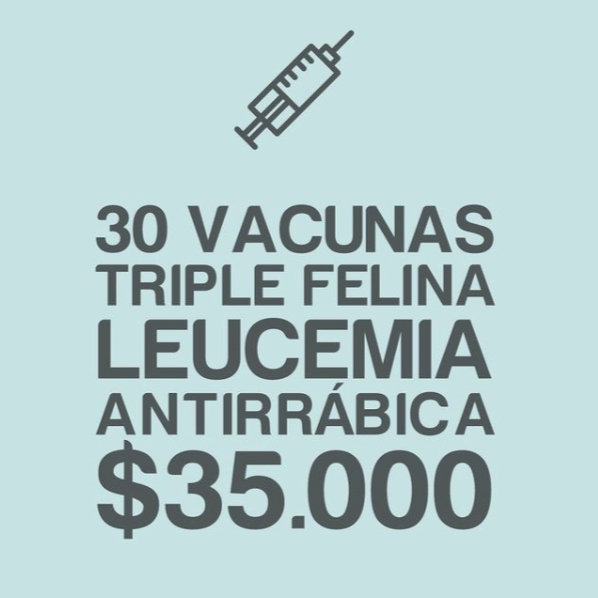 30 VACUNAS
TRIPLE FELINA
LEUCEMIA
ANTIRRÁBICA
$35.000